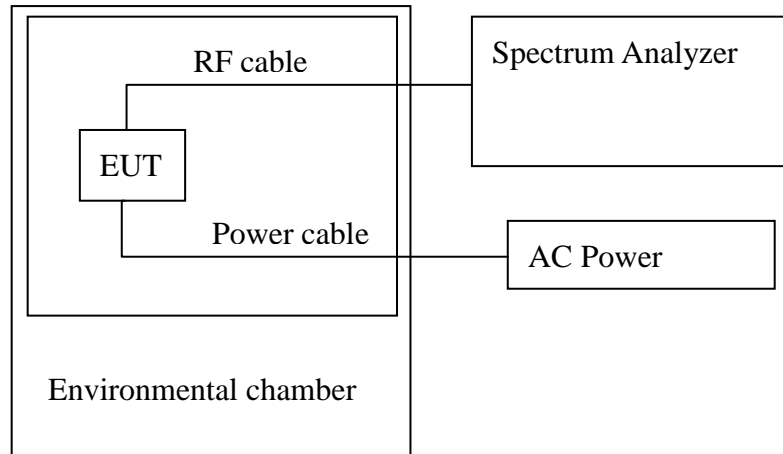 RF cable
Spectrum Analyzer
EUT
Power cable
AC Power
Environmental chamber